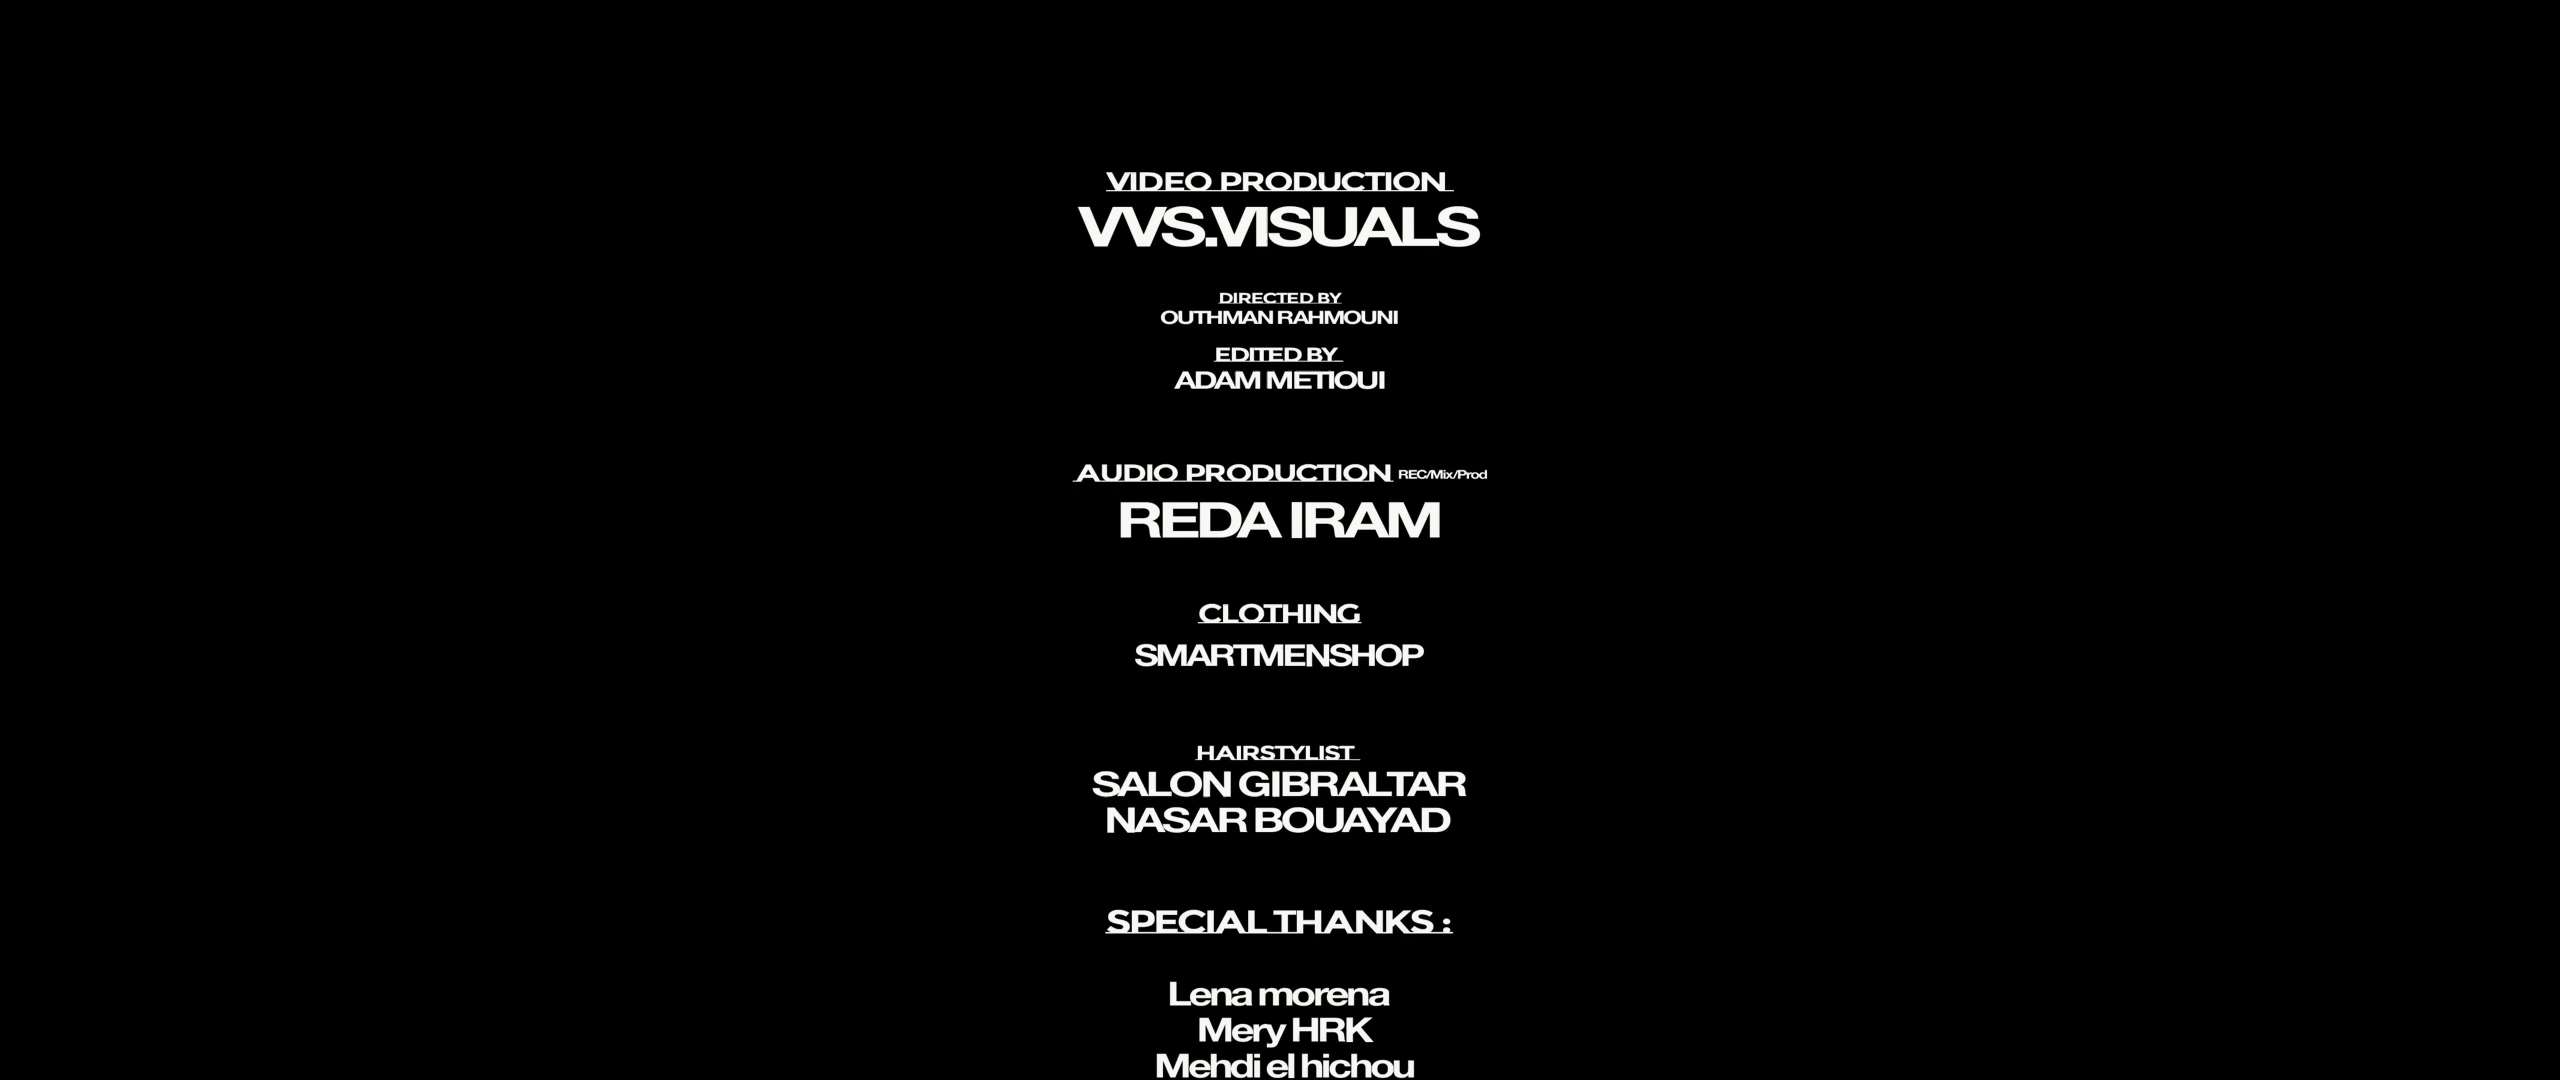 VIDEO PRODUCTION
VVS.VISUALS
DIRECTED BY
OUTHMAN RAHMOUNI
EDITED BY
ADAM METIOUI
AUDIO PRODUCTION REC/Mix/Prod
REDA IRAM
CLOTHING
SMARTMENSHOP
HAIRSTYLIST
SALON GIBRALTAR
NASAR BOUAYAD
SPECIAL THANKS :
Lena morena
Mery HRK
Mehdi el hichou